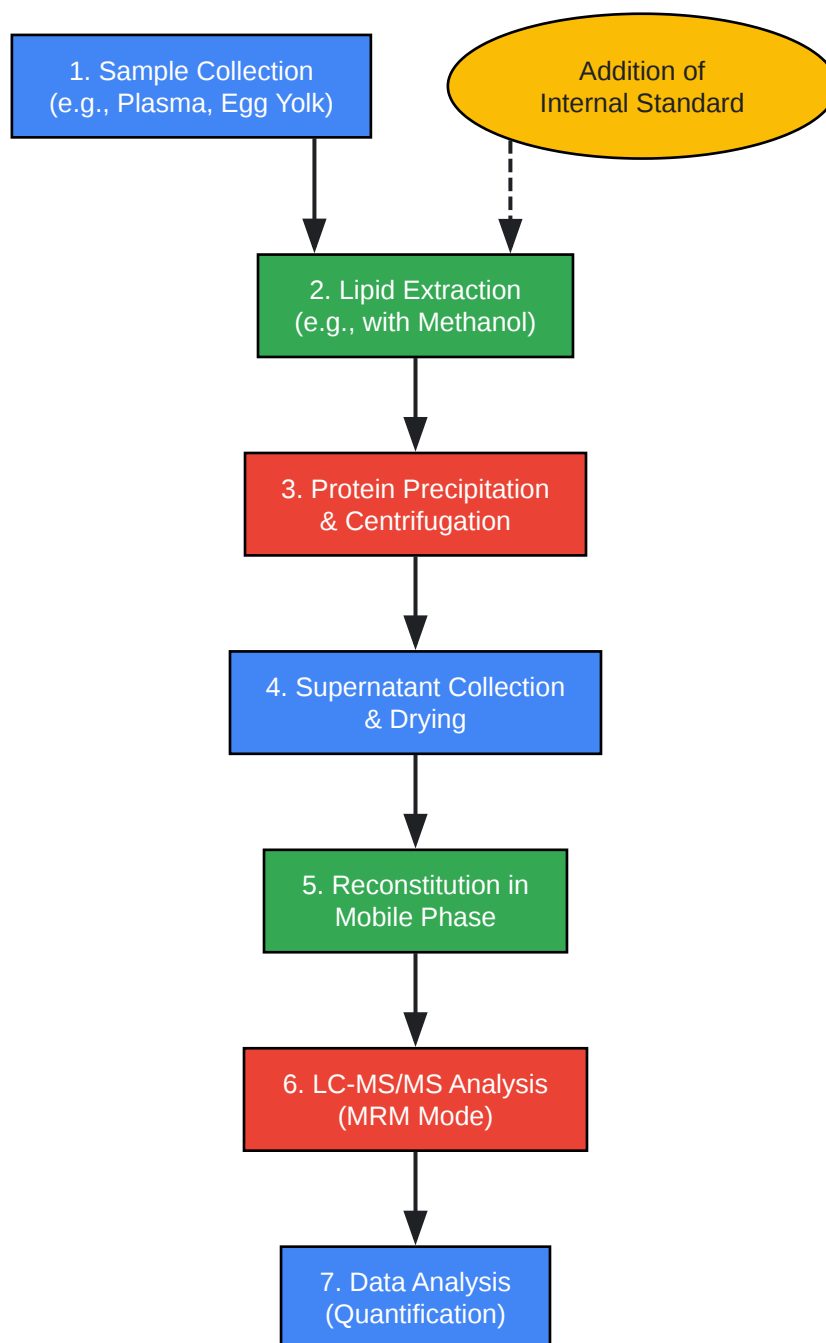 1. Sample Collection
(e.g., Plasma, Egg Yolk)
Addition of
Internal Standard
2. Lipid Extraction
(e.g., with Methanol)
3. Protein Precipitation
& Centrifugation
4. Supernatant Collection
& Drying
5. Reconstitution in
Mobile Phase
6. LC-MS/MS Analysis
(MRM Mode)
7. Data Analysis
(Quantification)